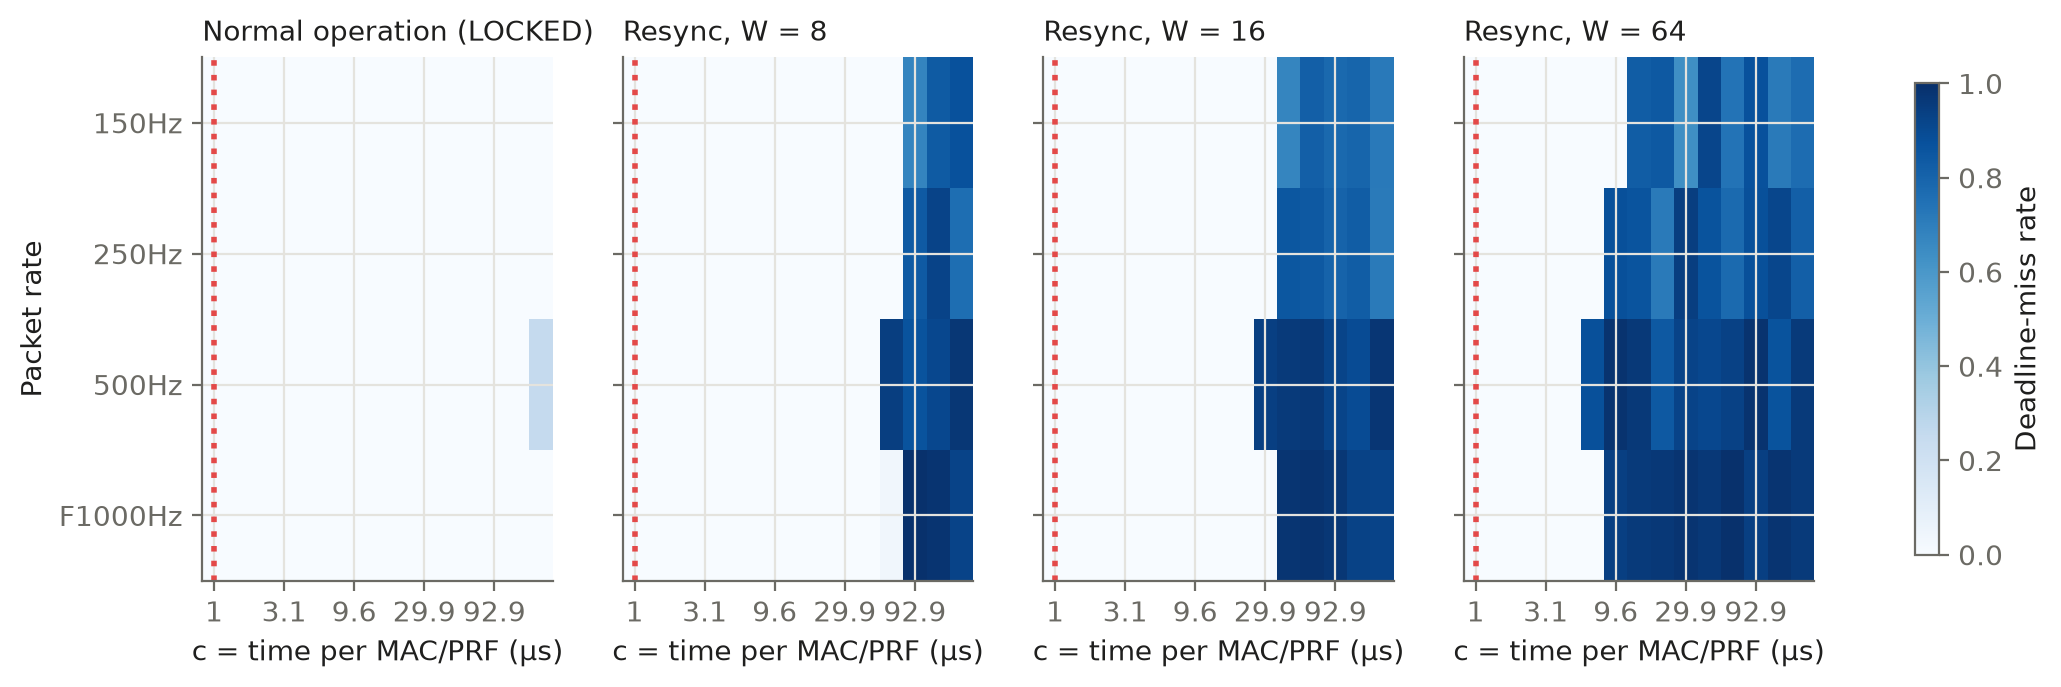 Normal operation (LOCKED)
Resync, W = 8
Resync, W = 16
Resync, W = 64
Packet rate
150Hz
250Hz
500Hz
F1000Hz
1 3.1 9.6 29.9 92.9
1 3.1 9.6 29.9 92.9
1 3.1 9.6 29.9 92.9
1 3.1 9.6 29.9 92.9
c = time per MAC/PRF (µs)
c = time per MAC/PRF (µs)
c = time per MAC/PRF (µs)
c = time per MAC/PRF (µs)
1.0
0.8
0.6
0.4
0.2
0.0
Deadline-miss rate